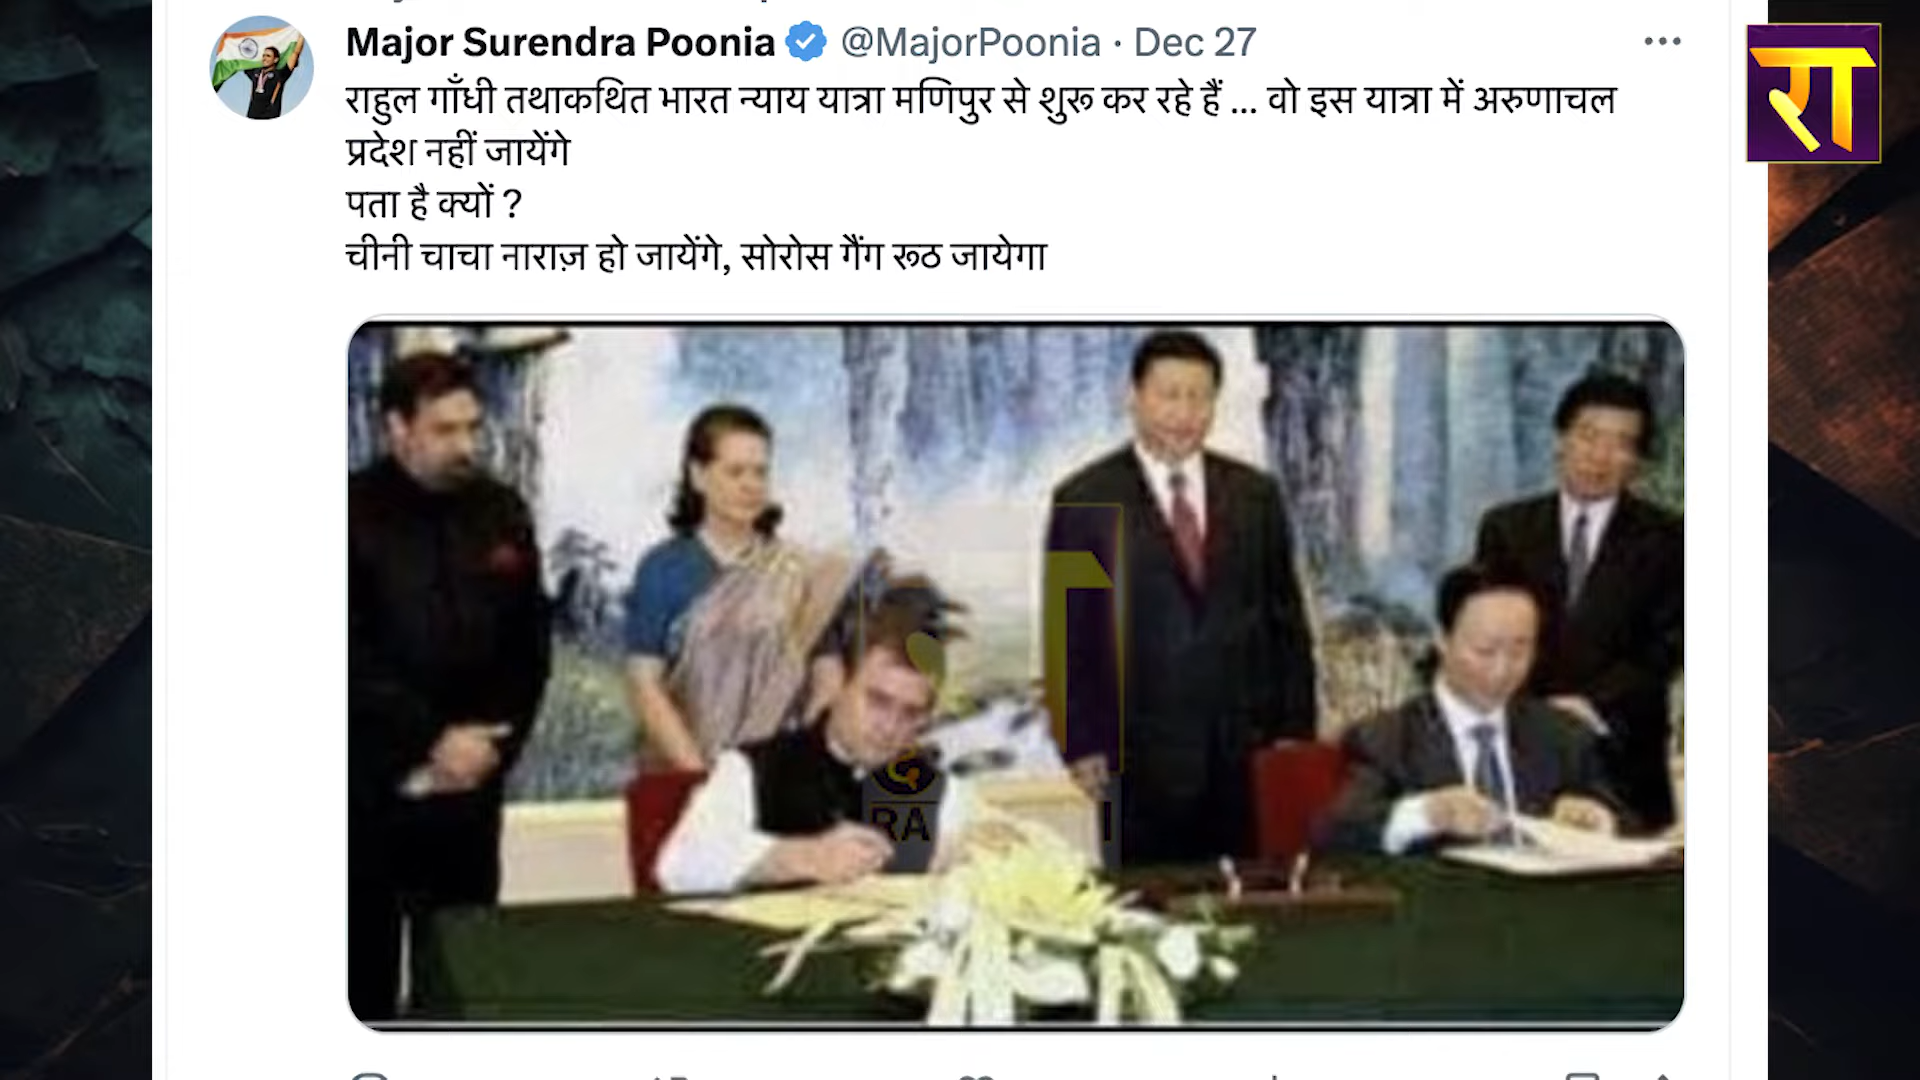 Major Surendra Poonia @MajorPoonia · Dec 27
राहुल गाँधी तथाकथित भारत न्याय यात्रा मणिपुर से शुरू कर रहे हैं ... वो इस यात्रा में अरुणाचल
प्रदेश नहीं जायेंगे
पता है क्यों ?
चीनी चाचा नाराज़ हो जायेंगे, सोरोस गैंग रूठ जायेगा
रा